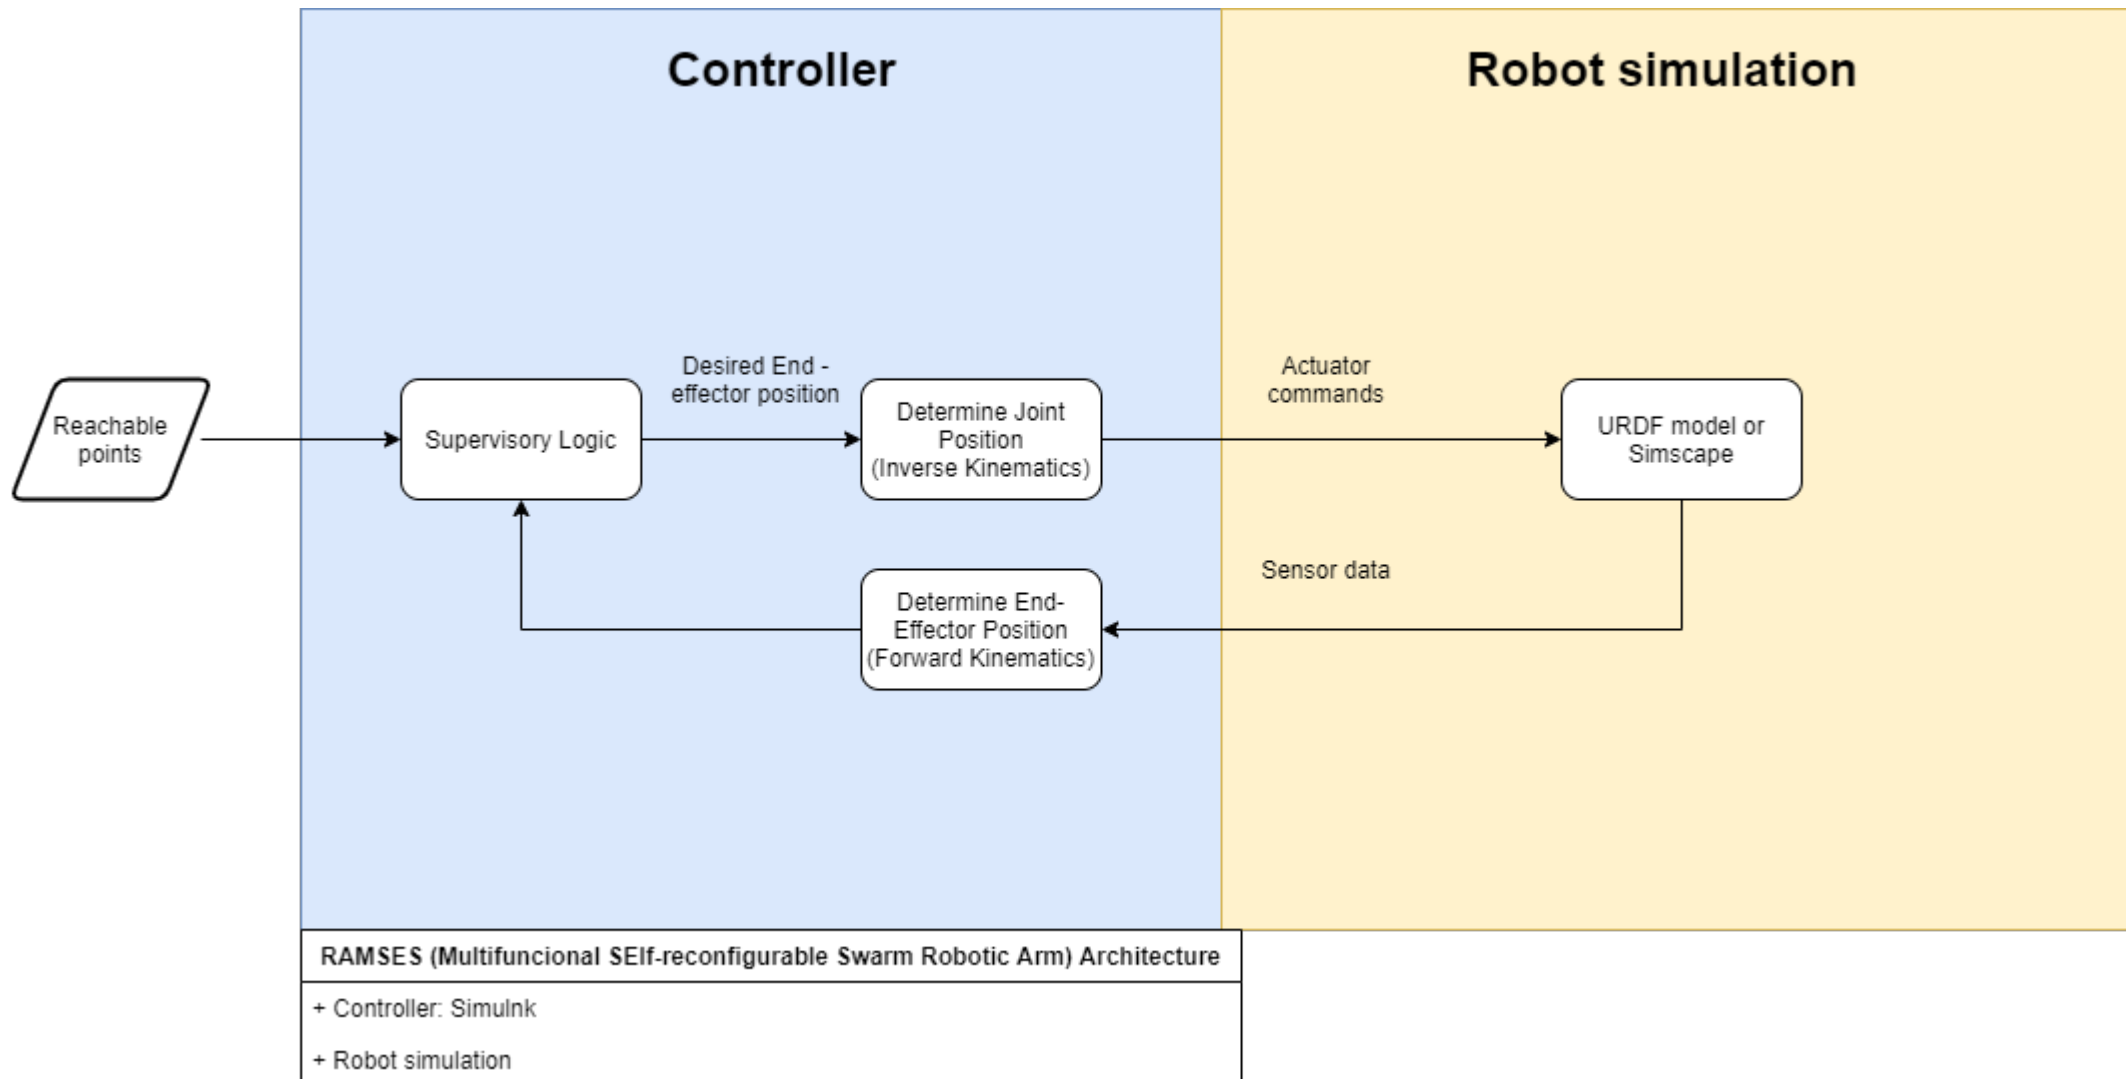 Controller
Robot simulation
Reachable
points
Supervisory Logic
Desired End -
effector position
Determine Joint
Position
(Inverse Kinematics)
Actuator
commands
URDF model or
Simscape
Sensor data
Determine End-
Effector Position
(Forward Kinematics)
RAMSES (Multifuncional SElf-reconfigurable Swarm Robotic Arm) Architecture
+ Controller: Simulnk
+ Robot simulation